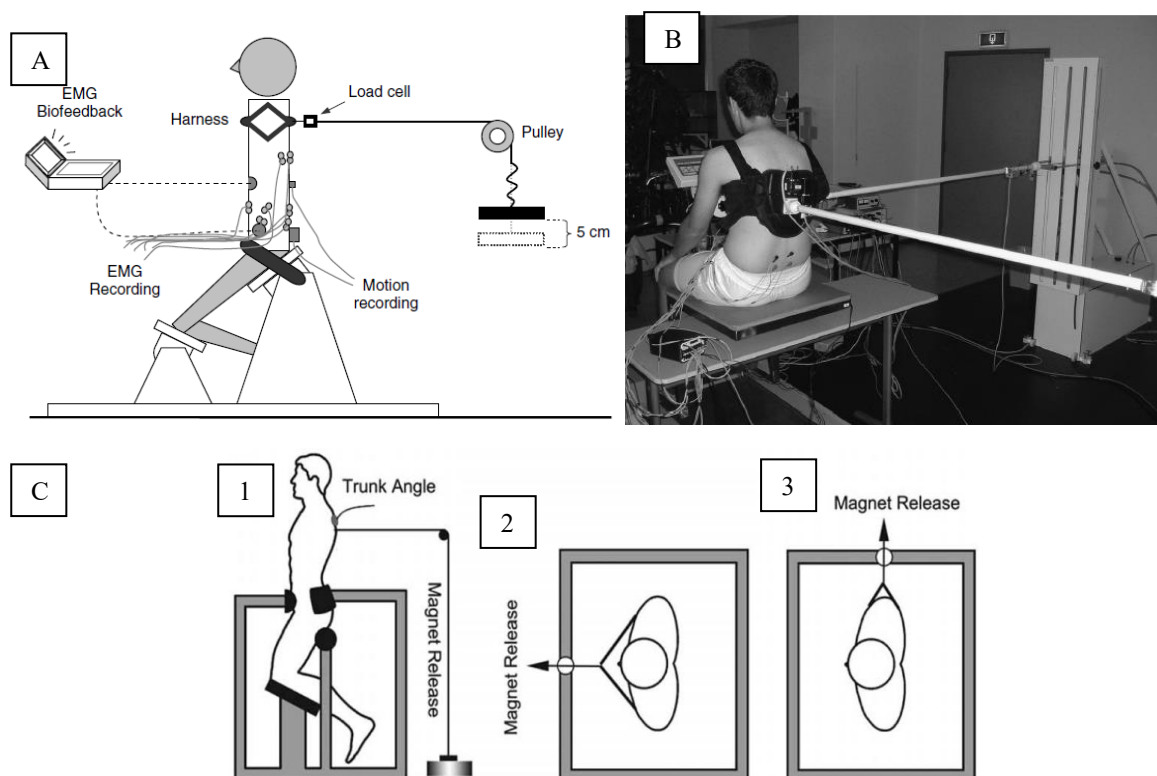 A
EMG
Biofeedback
Harness
Load cell
Pulley
5 cm
EMG
Recording
Motion
recording
B
C
1
Trunk Angle
Magnet Release
2
Magnet Release
3
Magnet Release